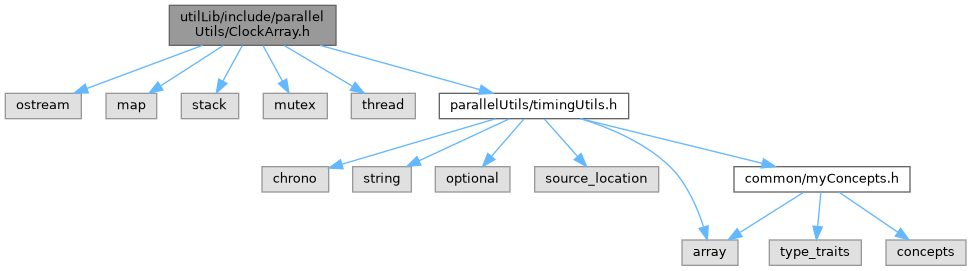 utilLib/include/parallel
Utils/ClockArray.h
ostream
map
stack
mutex
thread
parallelUtils/timingUtils.h
chrono
string
optional
source_location
common/myConcepts.h
array
type_traits
concepts